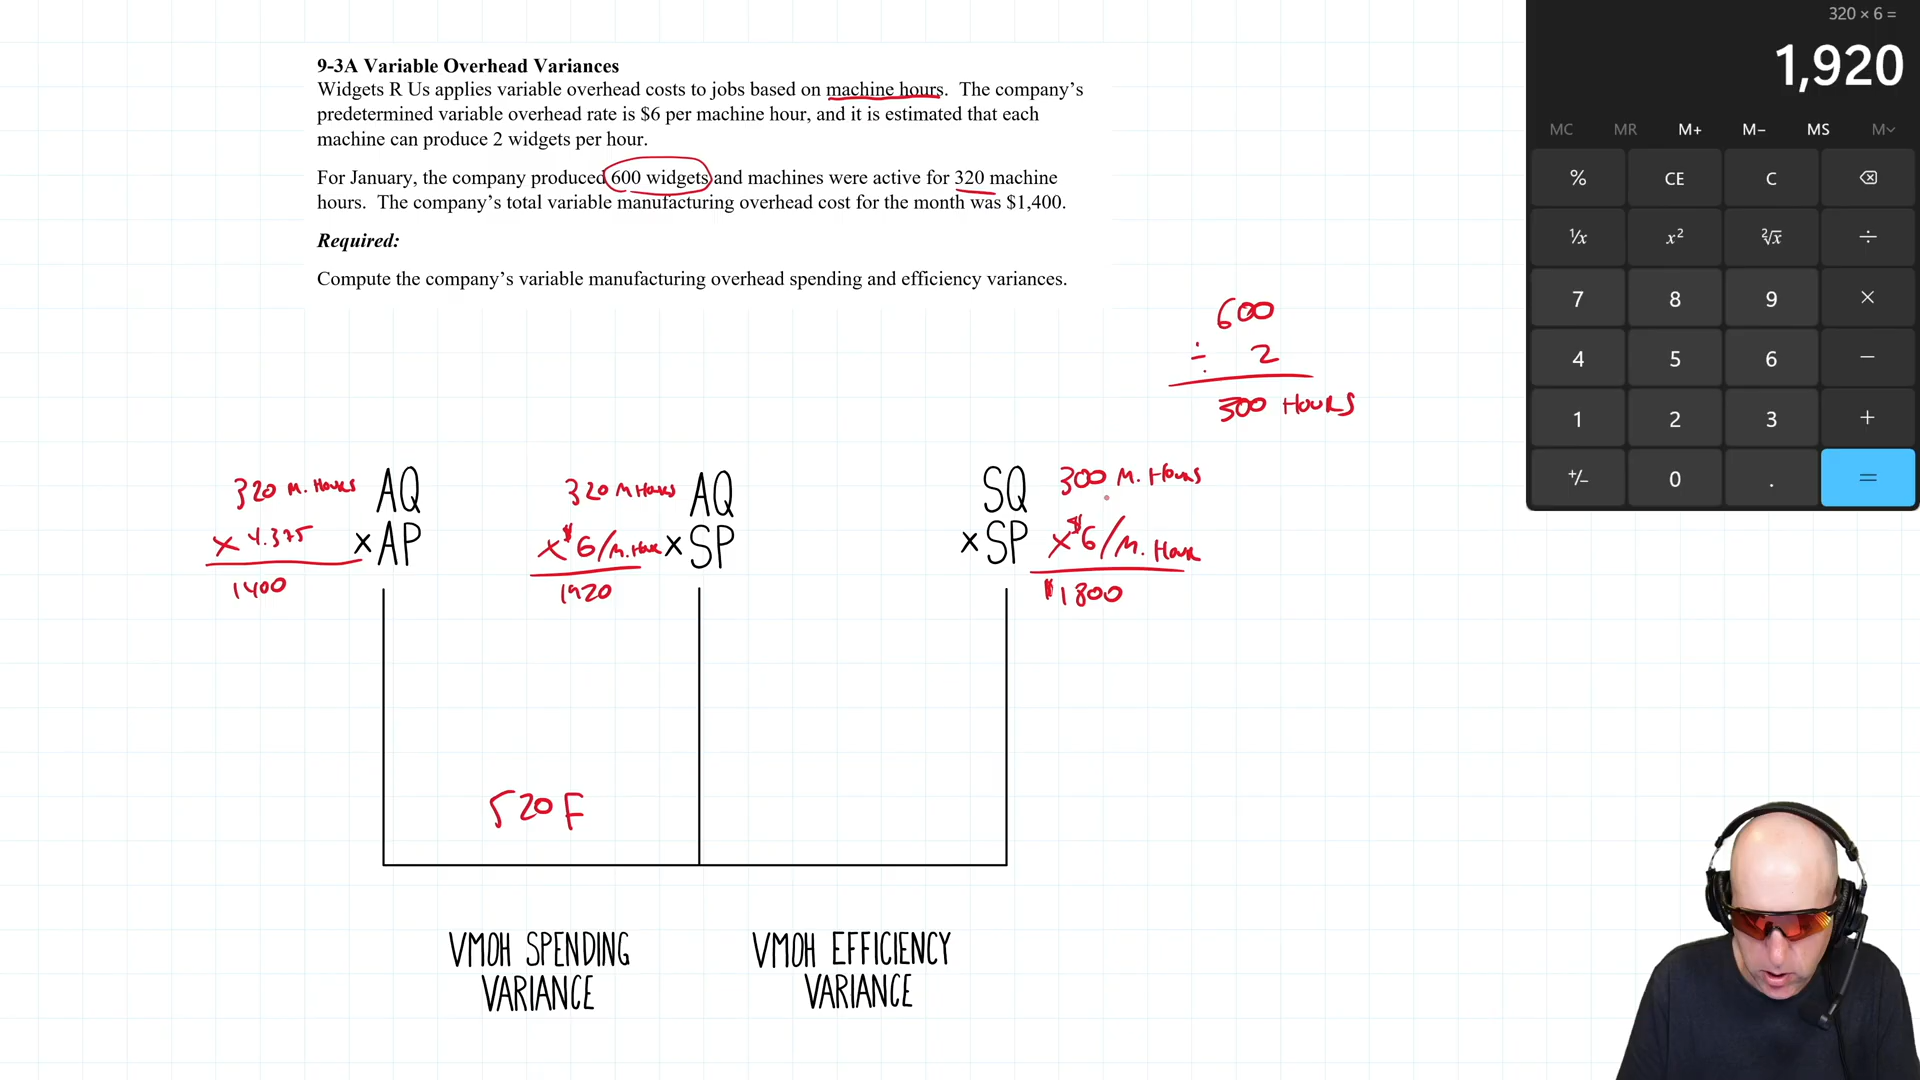 9-3A Variable Overhead Variances
Widgets R Us applies variable overhead costs to jobs based on machine hours. The company's
predetermined variable overhead rate is $6 per machine hour, and it is estimated that each
machine can produce 2 widgets per hour.
For January, the company produced 600 widgets and machines were active for 320 machine
hours. The company's total variable manufacturing overhead cost for the month was $1,400.
Required:
Compute the company's variable manufacturing overhead spending and efficiency variances.
600
÷ 2
300 HOURS
320 M. HOURS AQ
x 4.375 x AP
1400
320 M HOURS AQ
x $6/M. HOUR x SP
1920
SQ 300 M. HOURS
x SP x $6/M. HOUR
$1800
520 F
VMOH SPENDING
VARIANCE
VMOH EFFICIENCY
VARIANCE
320 × 6 =
1,920
MC MR M+ M− MS M˅
% CE C ⌫
¹/x x² ²√x ÷
7 8 9 ×
4 5 6 −
1 2 3 +
+/− 0 . =